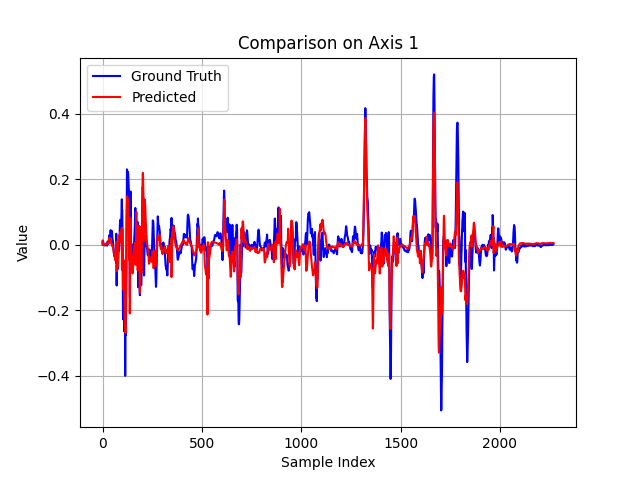 Comparison on Axis 1
Ground Truth
Predicted
0.4
0.2
0.0
−0.2
−0.4
Value
0 500 1000 1500 2000
Sample Index